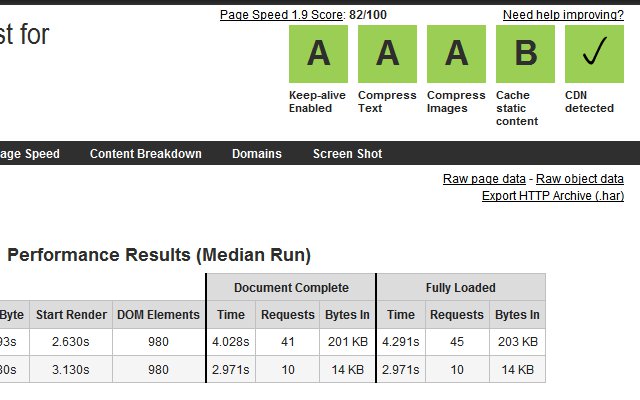 Page Speed 1.9 Score: 82/100 Need help improving?
st for
A A A B ✓
Keep-alive Enabled Compress Text Compress Images Cache static content CDN detected
age Speed Content Breakdown Domains Screen Shot
Raw page data - Raw object data
Export HTTP Archive (.har)
Performance Results (Median Run)
Document Complete Fully Loaded
Byte Start Render DOM Elements Time Requests Bytes In Time Requests Bytes In
93s 2.630s 980 4.028s 41 201 KB 4.291s 45 203 KB
30s 3.130s 980 2.971s 10 14 KB 2.971s 10 14 KB